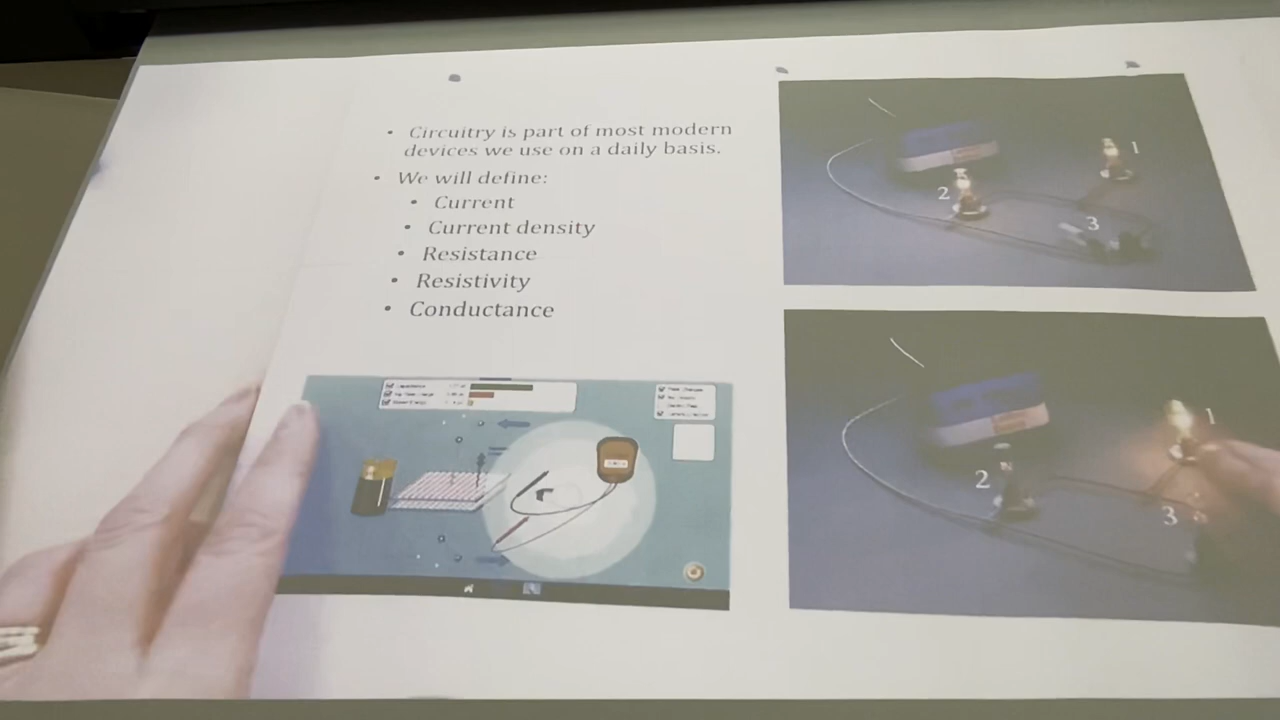 • Circuitry is part of most modern
devices we use on a daily basis.
• We will define:
• Current
• Current density
• Resistance
• Resistivity
• Conductance
1
2
3
1
2
3